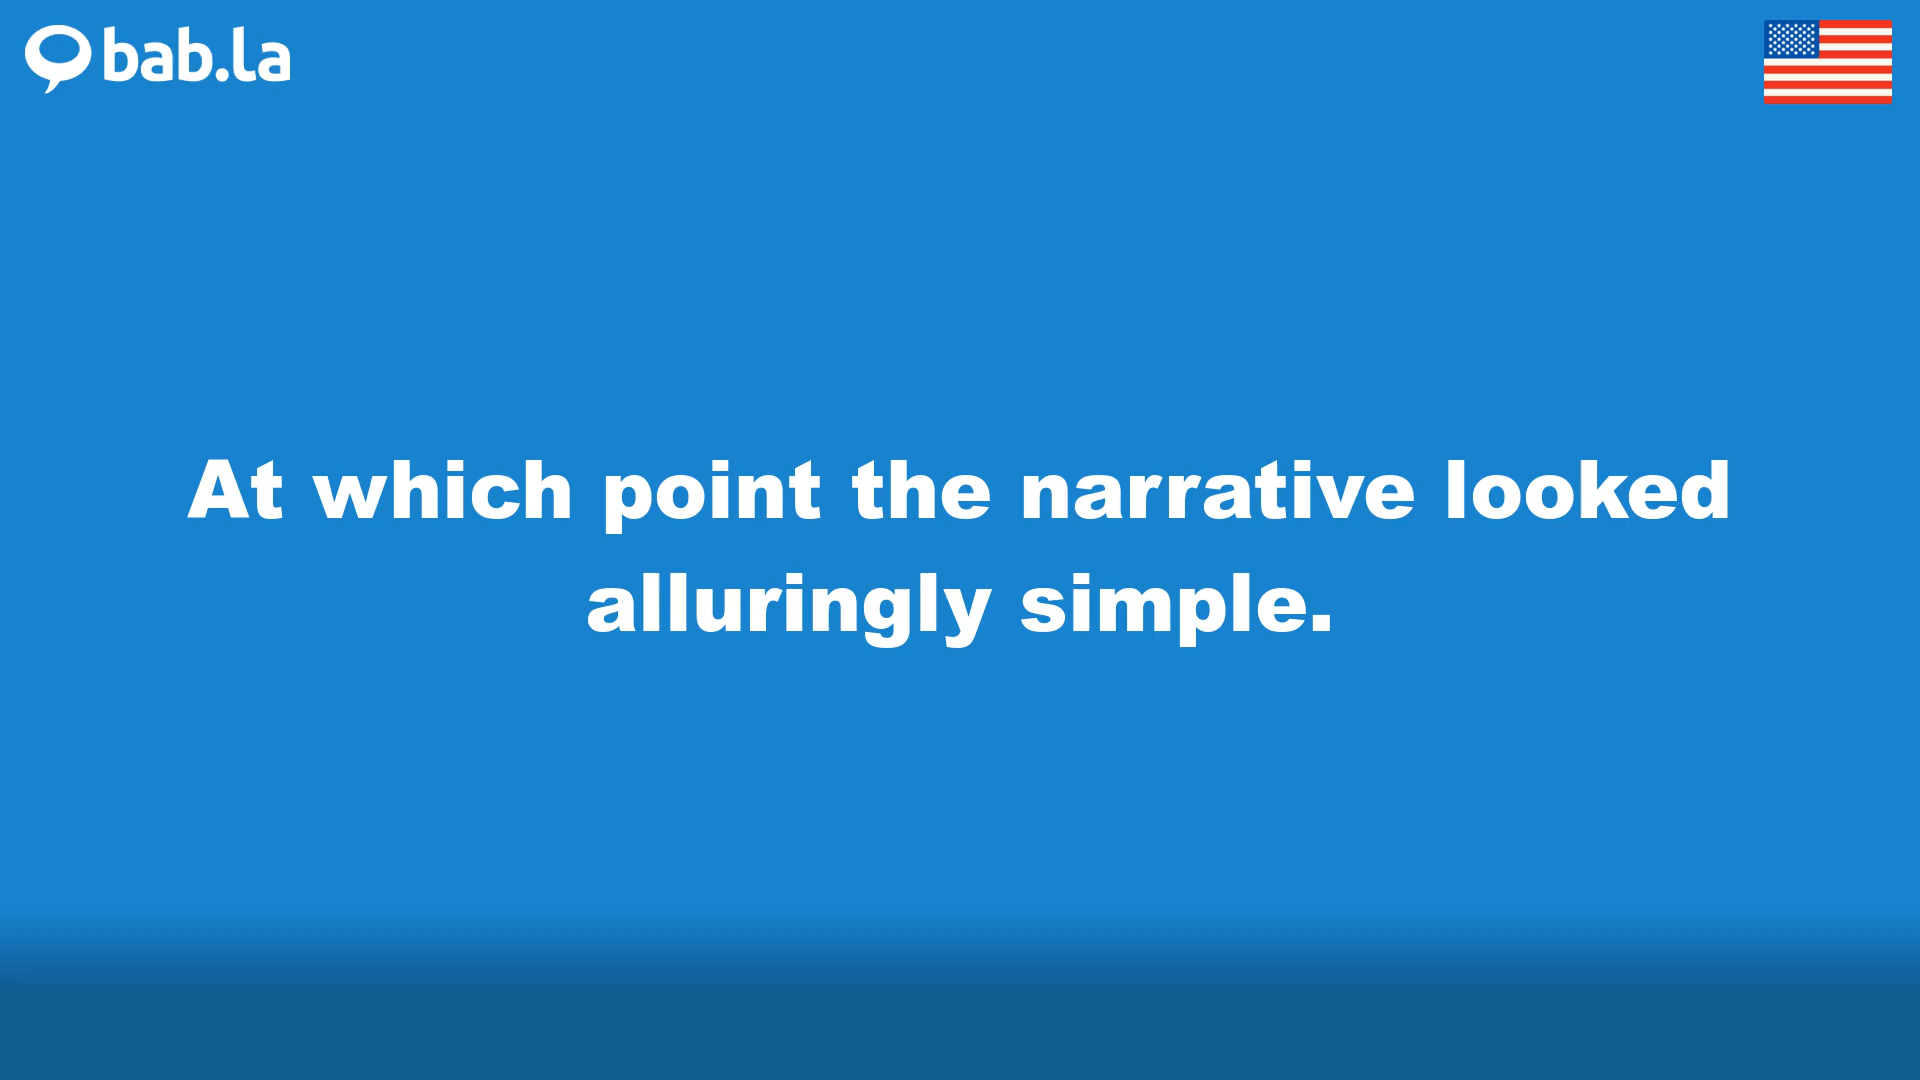 bab.la
At which point the narrative looked
alluringly simple.